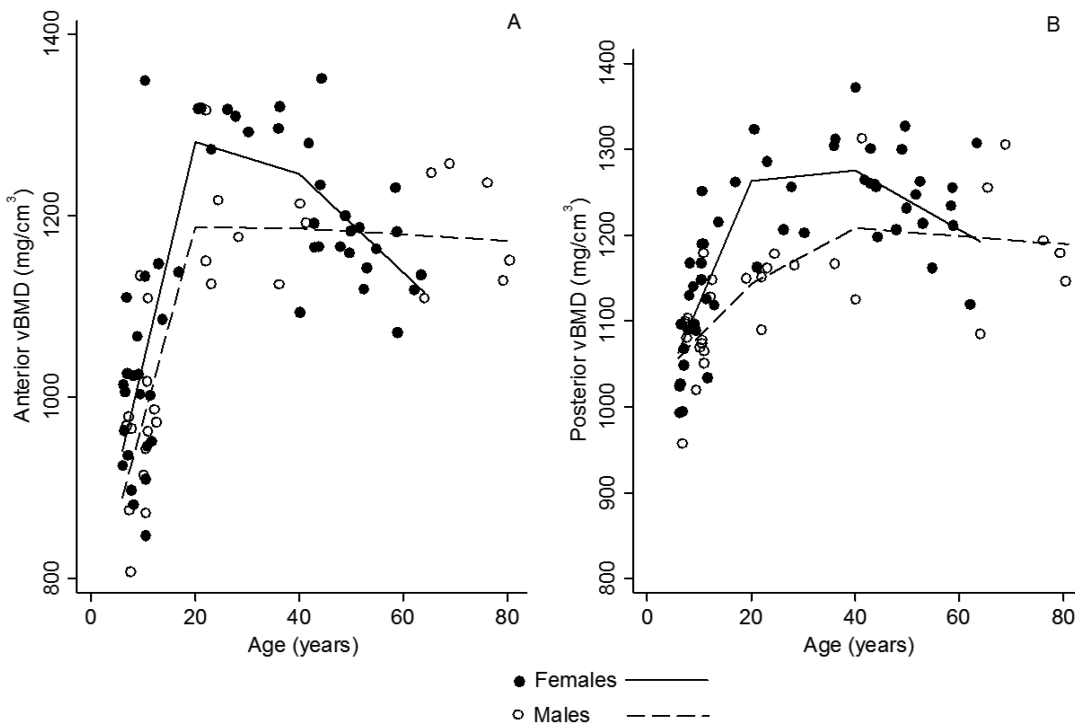 A
Anterior vBMD (mg/cm³)
1400
1200
1000
800
0 20 40 60 80
Age (years)
B
Posterior vBMD (mg/cm³)
1400
1300
1200
1100
1000
900
800
0 20 40 60 80
Age (years)
Females
Males